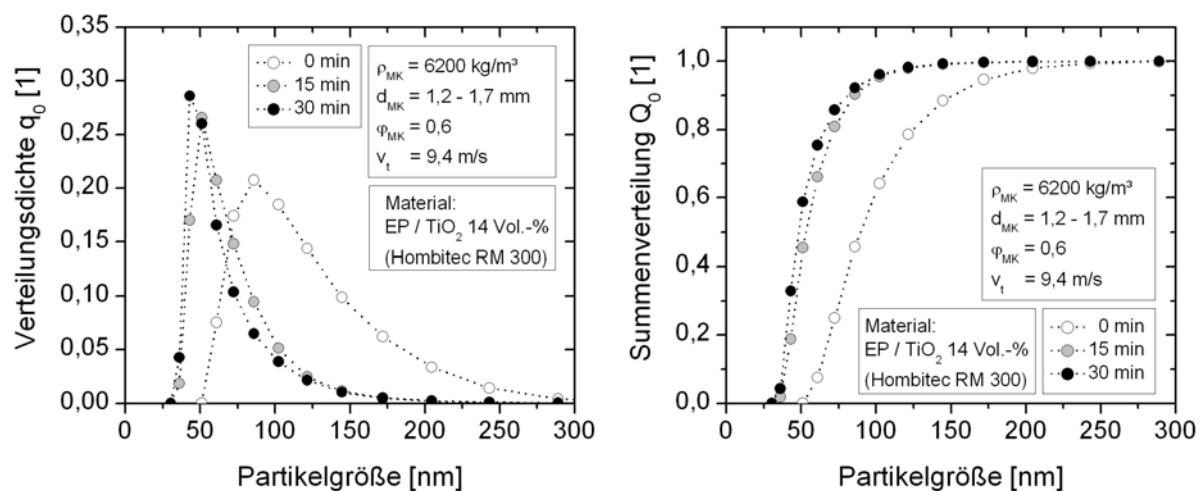 Verteilungsdichte q0 [1]
0,35
0,30
0,25
0,20
0,15
0,10
0,05
0,00
0 min
15 min
30 min
ρMK = 6200 kg/m³
dMK = 1,2 - 1,7 mm
φMK = 0,6
vt = 9,4 m/s
Material:
EP / TiO2 14 Vol.-%
(Hombitec RM 300)
0 50 100 150 200 250 300
Partikelgröße [nm]
Summenverteilung Q0 [1]
1,0
0,8
0,6
0,4
0,2
0,0
ρMK = 6200 kg/m³
dMK = 1,2 - 1,7 mm
φMK = 0,6
vt = 9,4 m/s
Material:
EP / TiO2 14 Vol.-%
(Hombitec RM 300)
0 min
15 min
30 min
0 50 100 150 200 250 300
Partikelgröße [nm]